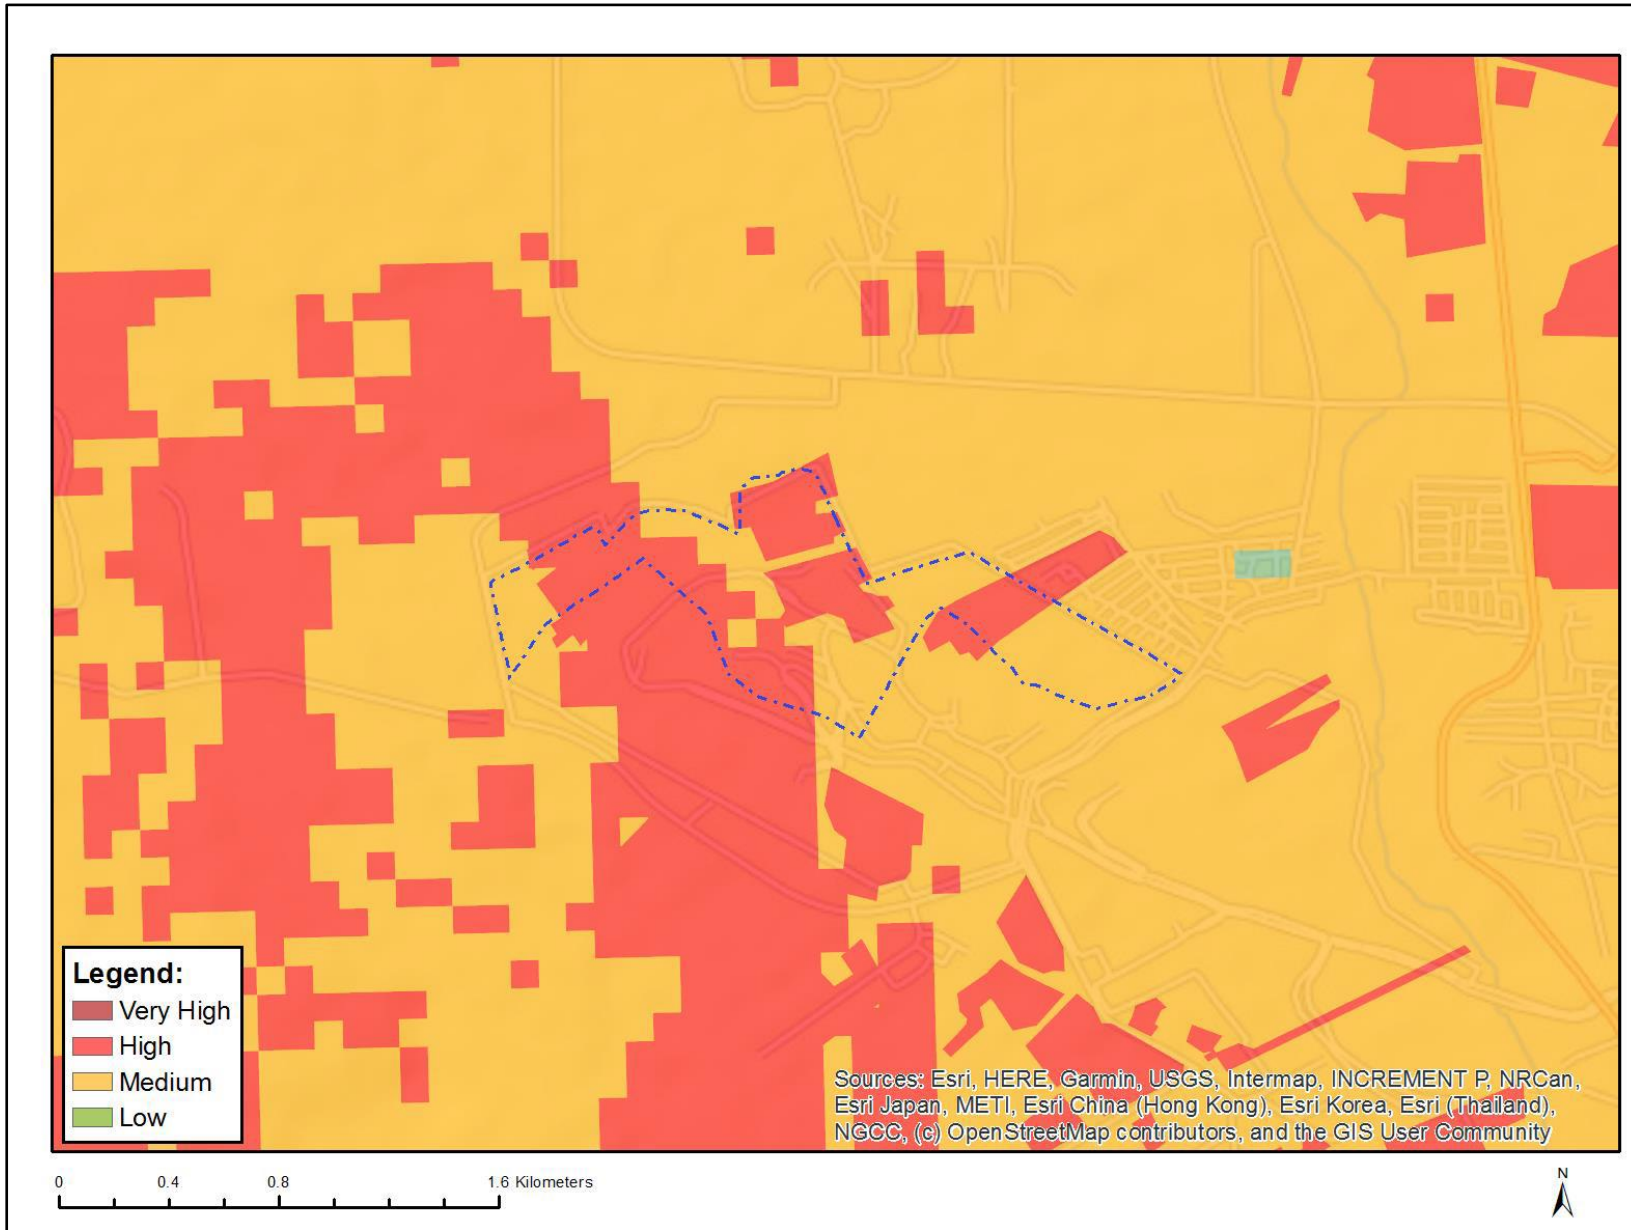 Legend:
Very High
High
Medium
Low
Sources: Esri, HERE, Garmin, USGS, Intermap, INCREMENT P, NRCan,
Esri Japan, METI, Esri China (Hong Kong), Esri Korea, Esri (Thailand),
NGCC, (c) OpenStreetMap contributors, and the GIS User Community
0 0.4 0.8 1.6 Kilometers
N